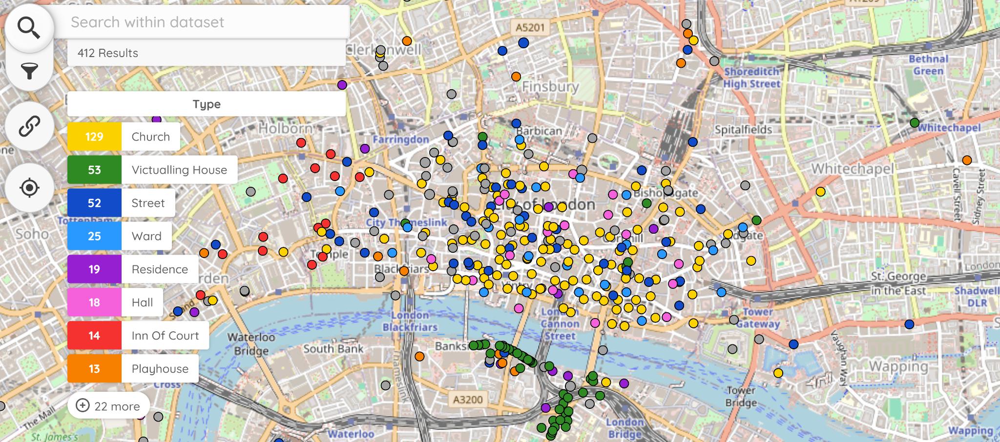 Search within dataset
412 Results
Type
129 Church
53 Victualling House
52 Street
25 Ward
19 Residence
18 Hall
14 Inn Of Court
13 Playhouse
22 more
A5201
Clerkenwell
Finsbury
Shoreditch
High Street
Bethnal
Green
Holborn
Farringdon
Barbican
Spitalfields
Whitechapel
Whitechapel
Cavell Street
Sidney Street
Bishopsgate
City of London
City Thameslink
Soho
Cornhill
Temple
Blackfriars
Vintry
London
St. George
in the East
Shadwell
DLR
Strand
London
Blackfriars
London
Cannon
Street
Tower
Gateway
Waterloo
Bridge
South Bank
Thameslink
Vaughan Way
Wapping
Cross
A3200
Tower
Bridge
London
Bridge
Waterloo
Wapping
The Mall
St. James's